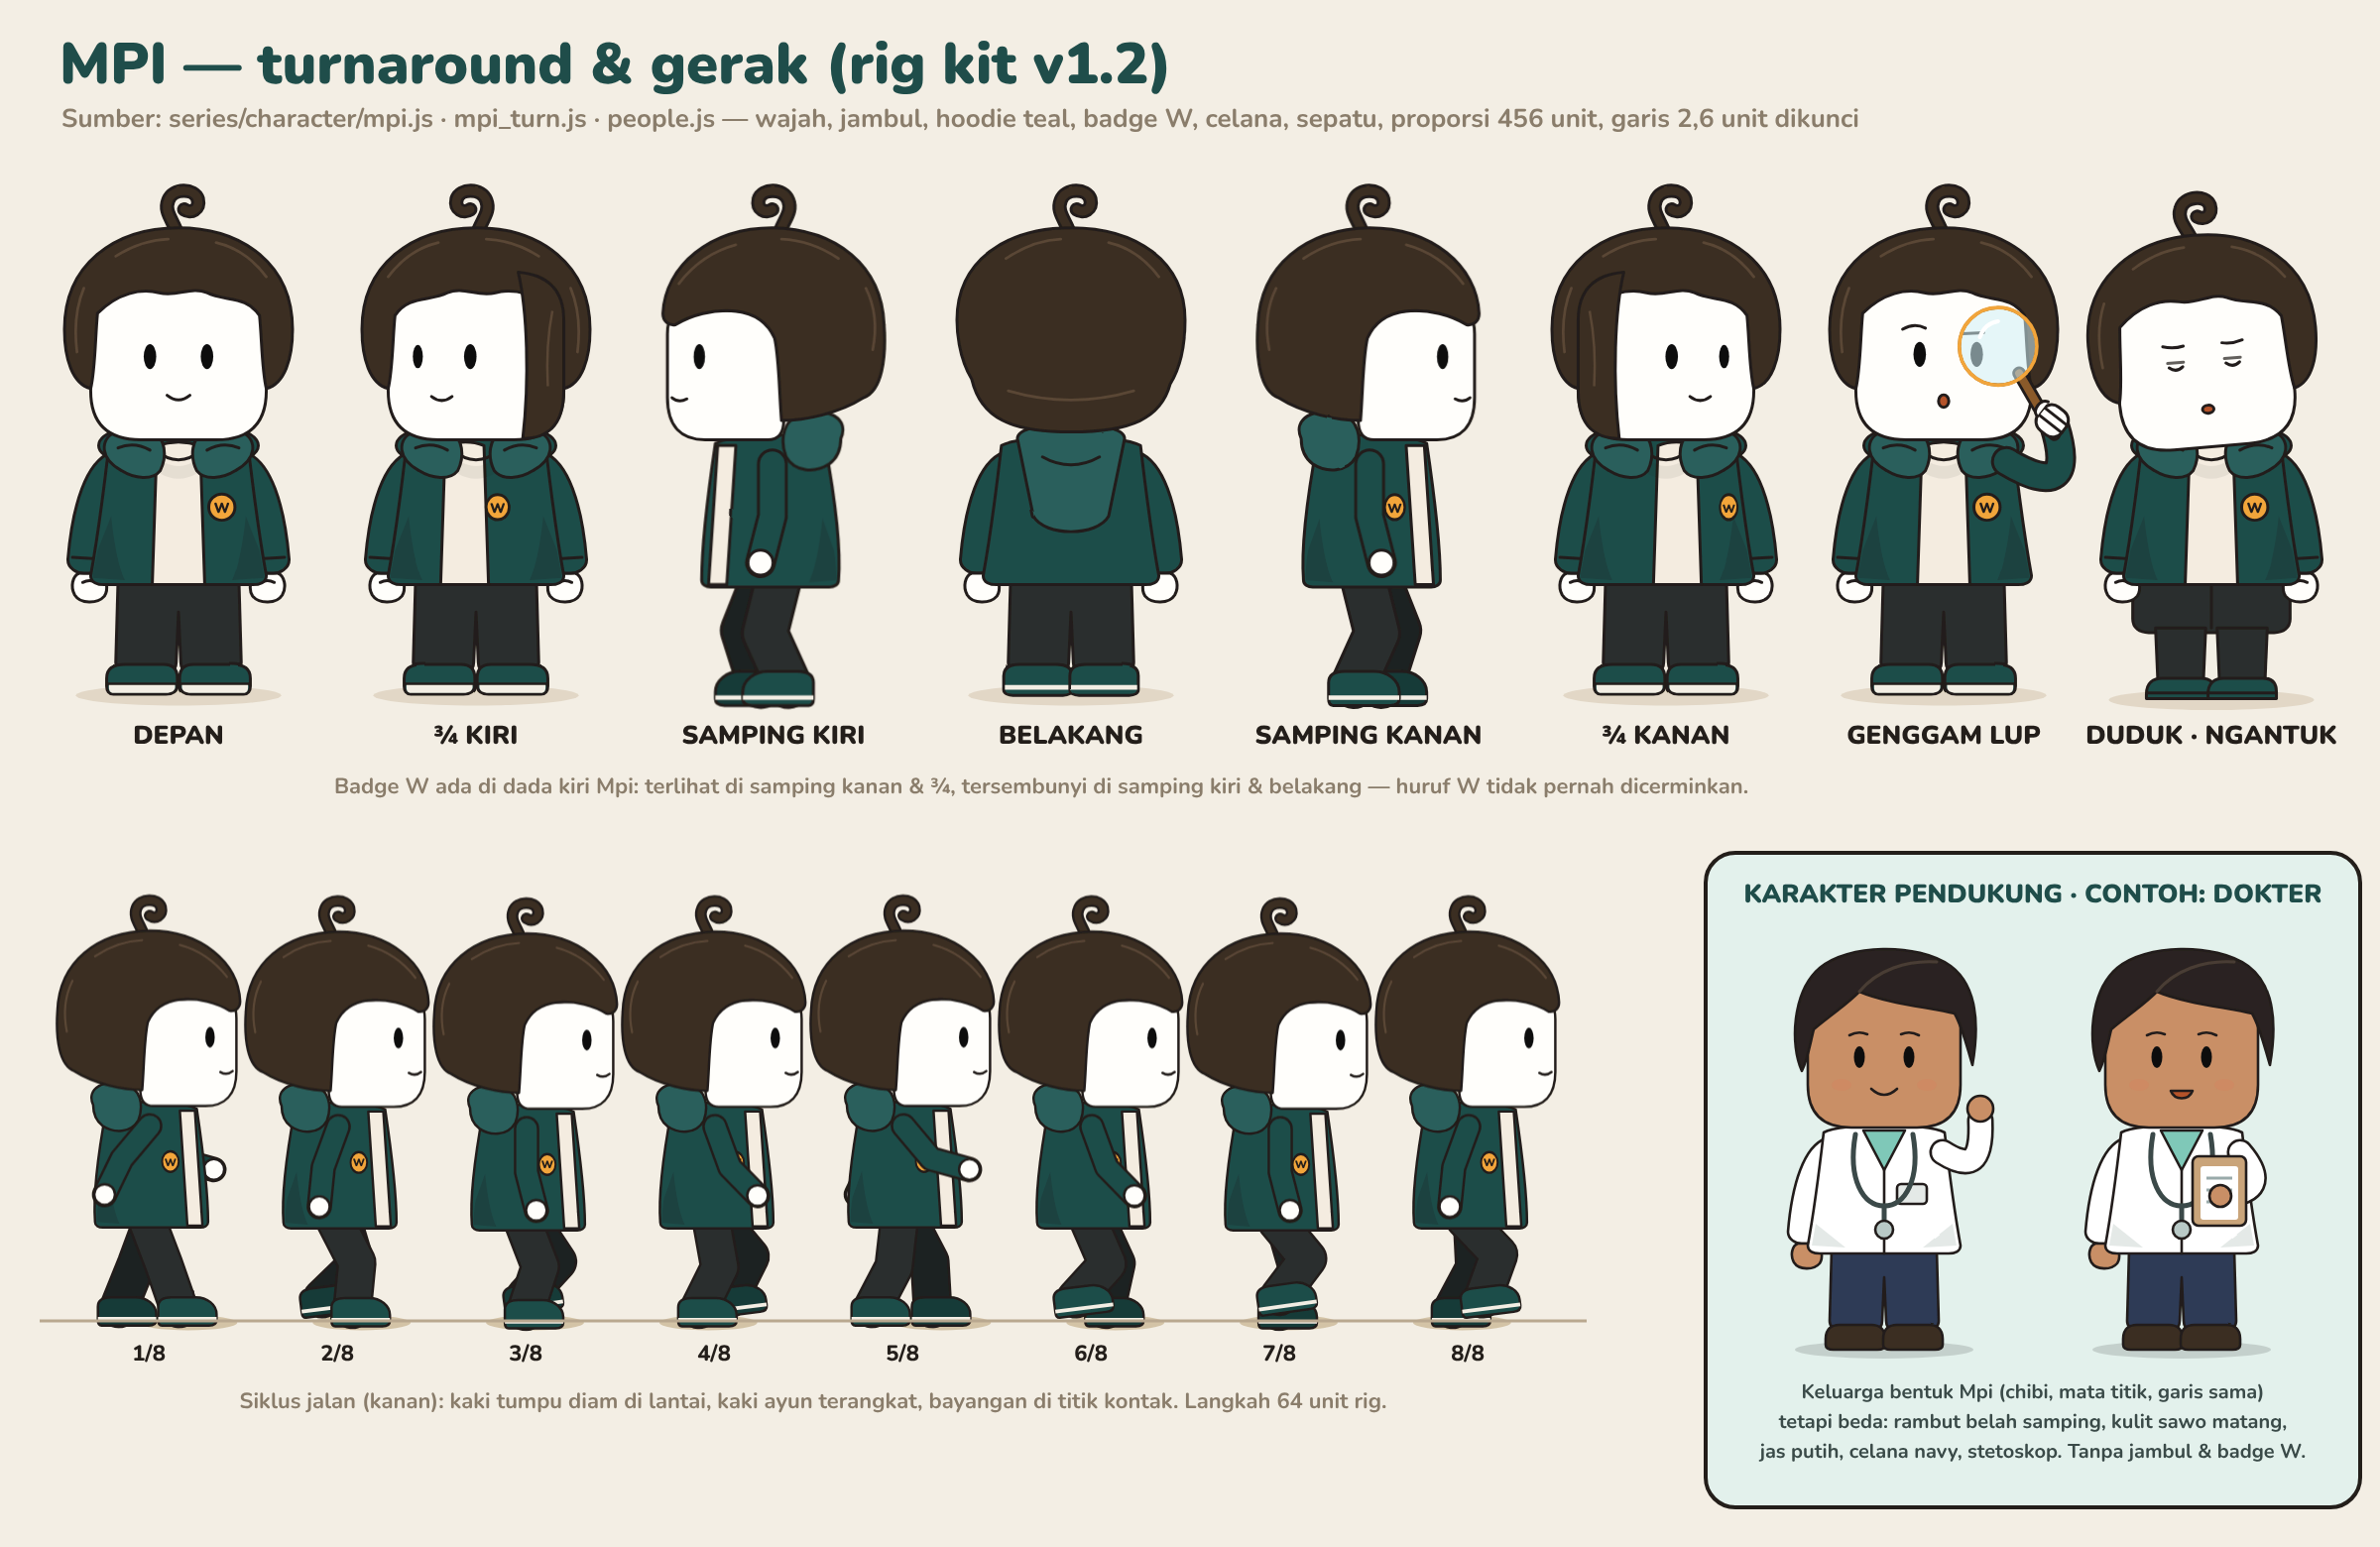 MPI — turnaround & gerak (rig kit v1.2)
Sumber: series/character/mpi.js · mpi_turn.js · people.js — wajah, jambul, hoodie teal, badge W, celana, sepatu, proporsi 456 unit, garis 2,6 unit dikunci
W W W W W W
DEPAN ¾ KIRI SAMPING KIRI BELAKANG SAMPING KANAN ¾ KANAN GENGGAM LUP DUDUK · NGANTUK
Badge W ada di dada kiri Mpi: terlihat di samping kanan & ¾, tersembunyi di samping kiri & belakang — huruf W tidak pernah dicerminkan.
W W W W W
1/8 2/8 3/8 4/8 5/8 6/8 7/8 8/8
Siklus jalan (kanan): kaki tumpu diam di lantai, kaki ayun terangkat, bayangan di titik kontak. Langkah 64 unit rig.
KARAKTER PENDUKUNG · CONTOH: DOKTER
Keluarga bentuk Mpi (chibi, mata titik, garis sama)
tetapi beda: rambut belah samping, kulit sawo matang,
jas putih, celana navy, stetoskop. Tanpa jambul & badge W.